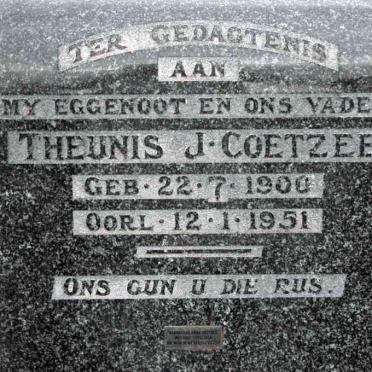 TER GEDAGTENIS
AAN
MY EGGENOOT EN ONS VADE
THEUNIS J. COETZEE
GEB. 22.7.1900
OORL. 12.1.1951
ONS GUN U DIE RUS.